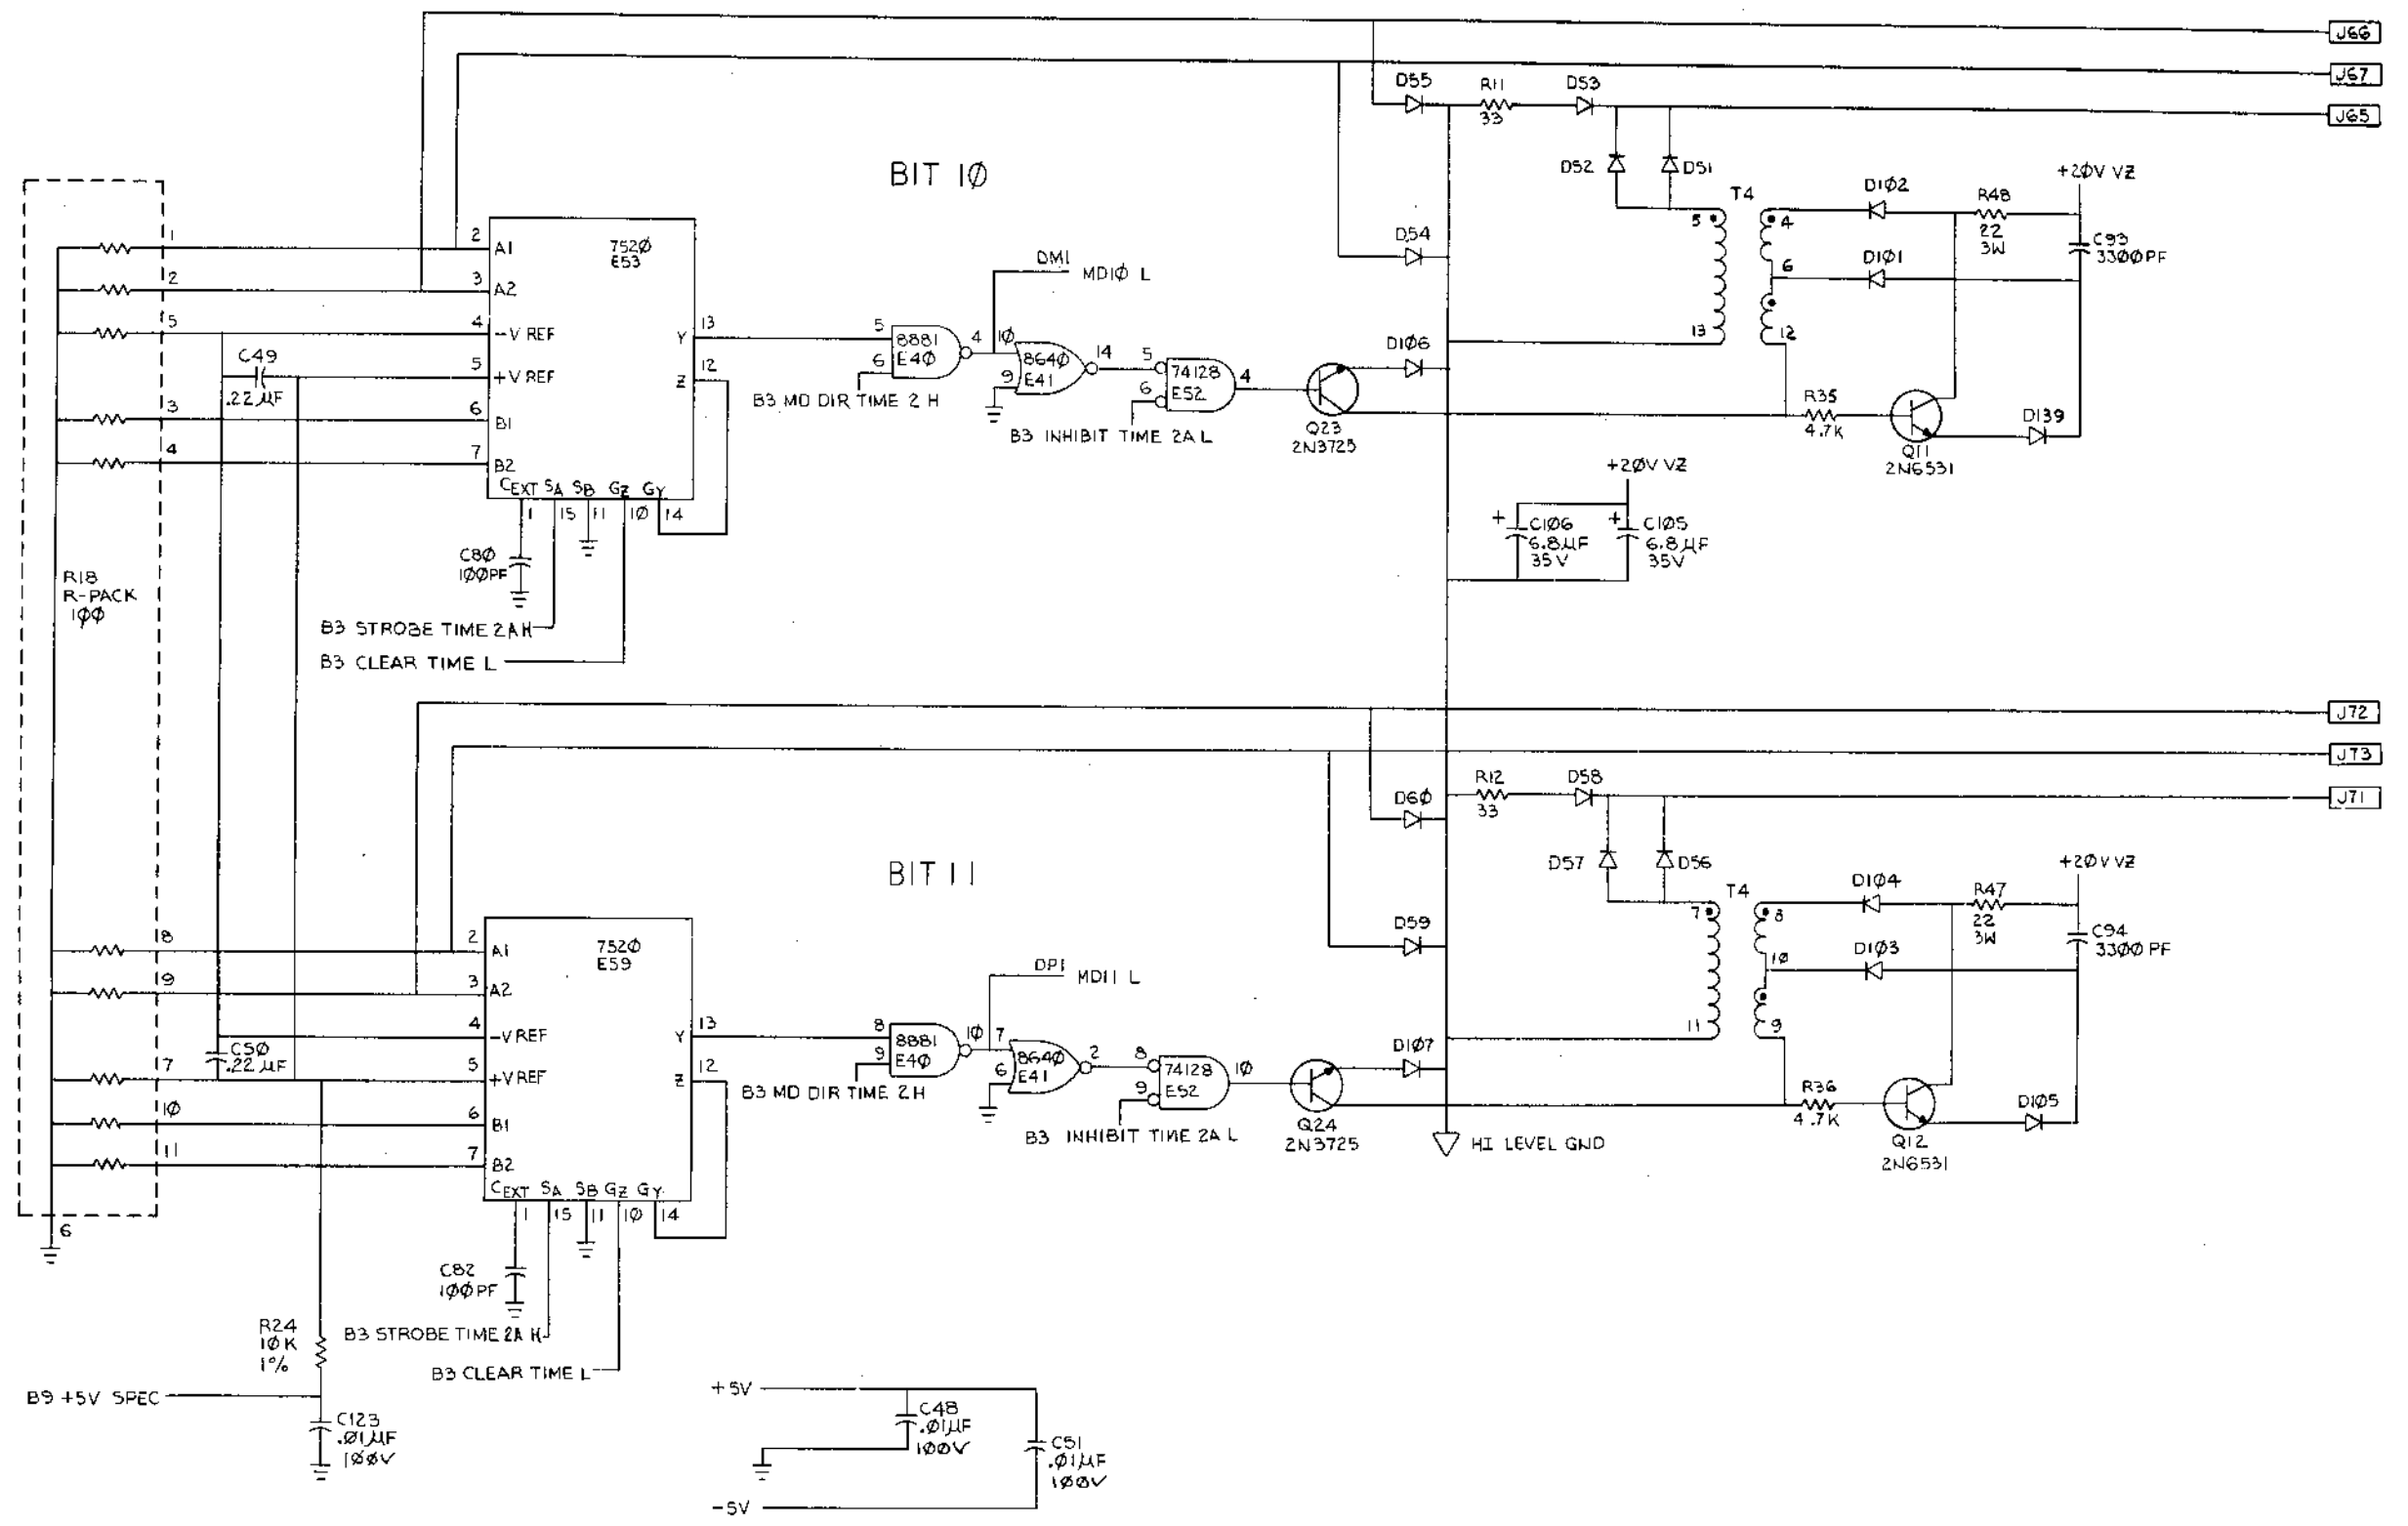 J66
J67
D55
R11
33
D53
J65
BIT 1Ø
D52
D51
T4
D1Ø2
R48
22
3W
+2ØV VZ
C93
33ØØPF
5
4
D54
D1Ø1
6
13
12
D1Ø6
R35
4.7K
Q11
2N6531
D139
1
2
5
3
4
C49
.22µF
2 A1
3 A2
4 -V REF
5 +V REF
6 B1
7 B2
752Ø
E53
Y 13
Z 12
CEXT SA SB GZ GY
1 15 11 1Ø 14
C8Ø
1ØØPF
5
6
8881
E4Ø
4
B3 MD DIR TIME 2 H
DM1
MD1Ø L
1Ø
9
864Ø
E41
14
5
6
74128
E52
4
B3 INHIBIT TIME 2A L
Q23
2N3725
+2ØV VZ
+
C1Ø6
6.8µF
35V
+
C1Ø5
6.8µF
35V
R18
R-PACK
1ØØ
B3 STROBE TIME 2A H
B3 CLEAR TIME L
J72
J73
D6Ø
R12
33
D58
J71
BIT 11
D57
D56
T4
D1Ø4
R47
22
3W
+2ØV VZ
C94
33ØØ PF
7
8
D59
D1Ø3
1Ø
11
9
D1Ø7
R36
4.7K
Q12
2N6531
D1Ø5
8
9
7
1Ø
11
6
C5Ø
.22µF
2 A1
3 A2
4 -V REF
5 +V REF
6 B1
7 B2
752Ø
E59
Y 13
Z 12
CEXT SA SB GZ GY
1 15 11 1Ø 14
C82
1ØØPF
8
9
8881
E4Ø
1Ø
B3 MD DIR TIME 2H
DP1
MD11 L
7
6
864Ø
E41
2
8
9
74128
E52
1Ø
B3 INHIBIT TIME 2A L
Q24
2N3725
HI LEVEL GND
R24
1ØK
1%
B3 STROBE TIME 2A H
B3 CLEAR TIME L
B9 +5V SPEC
C123
.Ø1µF
1ØØV
+5V
C48
.Ø1µF
1ØØV
C51
.Ø1µF
1ØØV
-5V